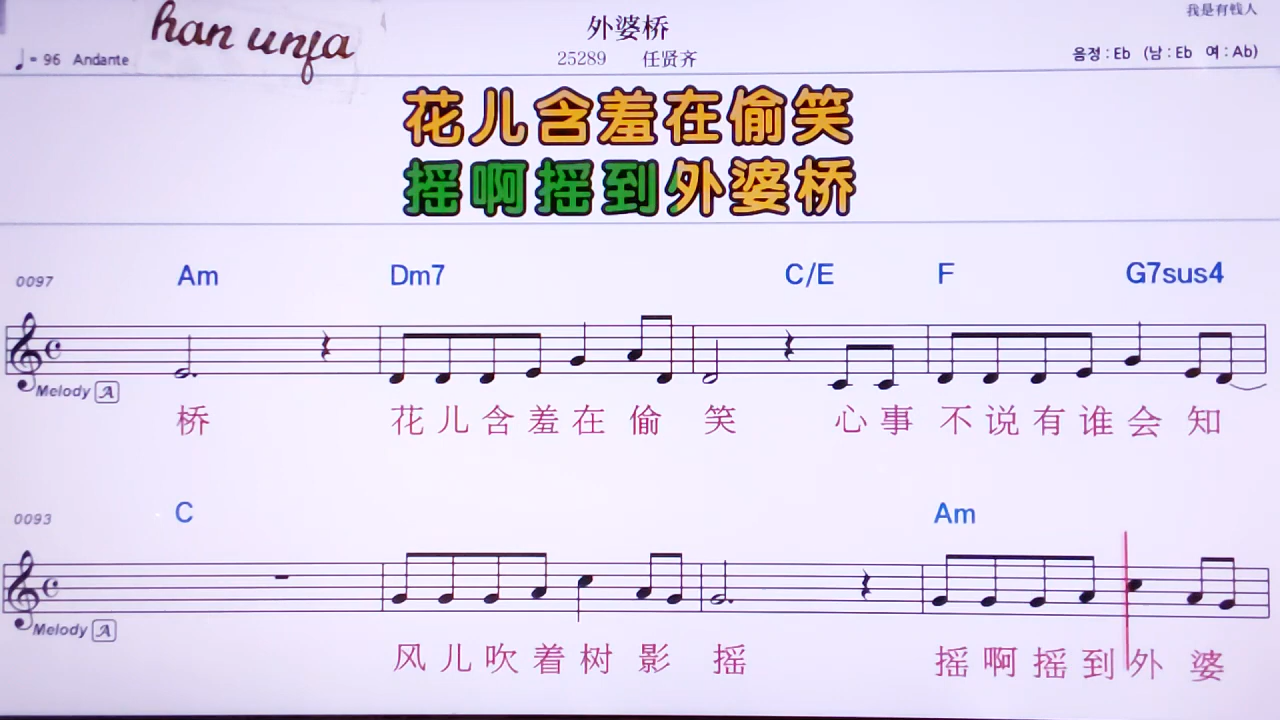 han unja
外婆桥
我是有钱人
♩= 96 Andante
25289 任贤齐
음정 : Eb (남 : Eb 여 : Ab)
花儿含羞在偷笑
摇啊摇到外婆桥
0097 Am Dm7 C/E F G7sus4
Melody A
桥 花儿含羞在偷笑 心事不说有谁会知
0093 C Am
Melody A
风儿吹着树影摇 摇啊摇到外婆